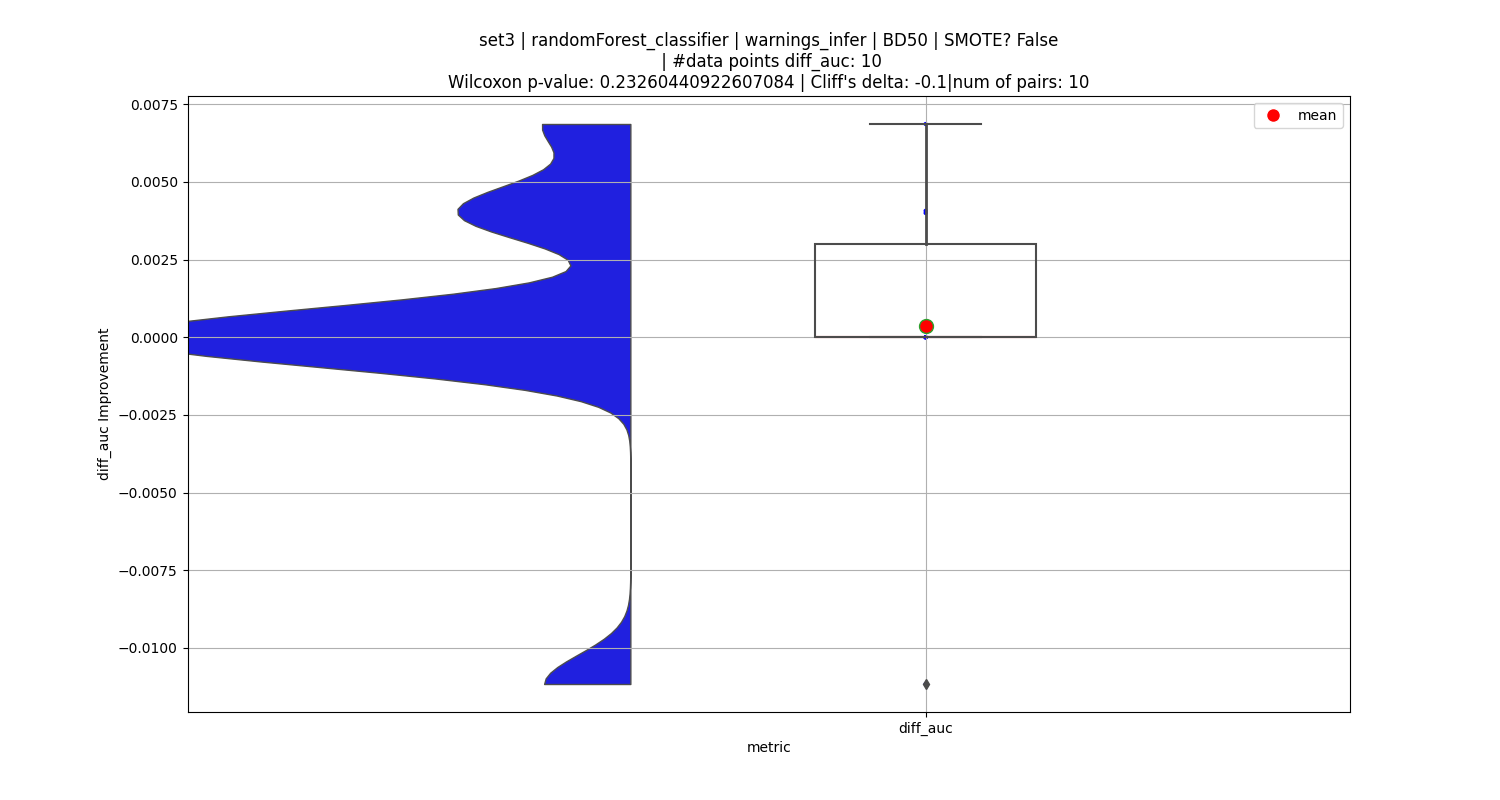 set3 | randomForest_classifier | warnings_infer | BD50 | SMOTE? False
| #data points diff_auc: 10
Wilcoxon p-value: 0.23260440922607084 | Cliff's delta: -0.1|num of pairs: 10
mean
0.0075
0.0050
0.0025
0.0000
−0.0025
−0.0050
−0.0075
−0.0100
diff_auc Improvement
diff_auc
metric